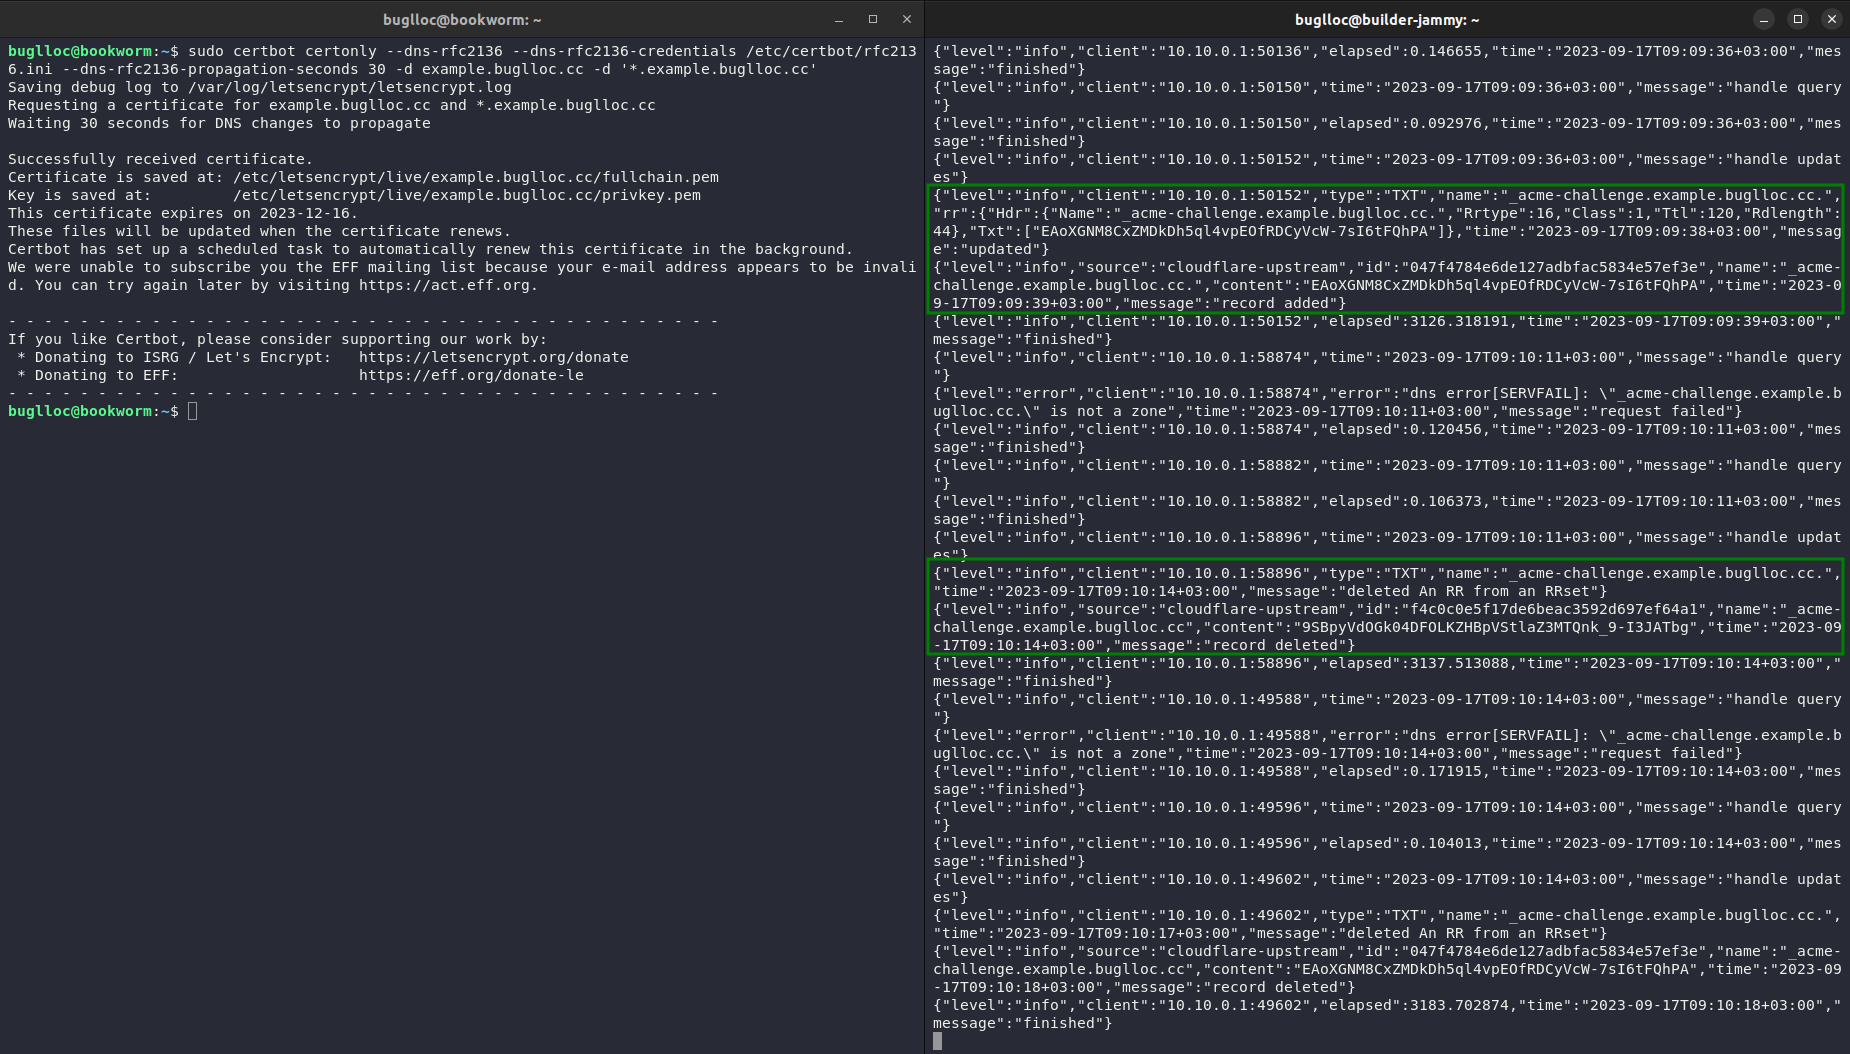 buglloc@bookworm: ~
buglloc@bookworm:~$ sudo certbot certonly --dns-rfc2136 --dns-rfc2136-credentials /etc/certbot/rfc213
6.ini --dns-rfc2136-propagation-seconds 30 -d example.buglloc.cc -d '*.example.buglloc.cc'
Saving debug log to /var/log/letsencrypt/letsencrypt.log
Requesting a certificate for example.buglloc.cc and *.example.buglloc.cc
Waiting 30 seconds for DNS changes to propagate
Successfully received certificate.
Certificate is saved at: /etc/letsencrypt/live/example.buglloc.cc/fullchain.pem
Key is saved at:         /etc/letsencrypt/live/example.buglloc.cc/privkey.pem
This certificate expires on 2023-12-16.
These files will be updated when the certificate renews.
Certbot has set up a scheduled task to automatically renew this certificate in the background.
We were unable to subscribe you the EFF mailing list because your e-mail address appears to be invali
d. You can try again later by visiting https://act.eff.org.
- - - - - - - - - - - - - - - - - - - - - - - - - - - - - - - - - - - - - - - -
If you like Certbot, please consider supporting our work by:
 * Donating to ISRG / Let's Encrypt:   https://letsencrypt.org/donate
 * Donating to EFF:                    https://eff.org/donate-le
- - - - - - - - - - - - - - - - - - - - - - - - - - - - - - - - - - - - - - - -
buglloc@bookworm:~$
buglloc@builder-jammy: ~
{"level":"info","client":"10.10.0.1:50136","elapsed":0.146655,"time":"2023-09-17T09:09:36+03:00","mes
sage":"finished"}
{"level":"info","client":"10.10.0.1:50150","time":"2023-09-17T09:09:36+03:00","message":"handle query
"}
{"level":"info","client":"10.10.0.1:50150","elapsed":0.092976,"time":"2023-09-17T09:09:36+03:00","mes
sage":"finished"}
{"level":"info","client":"10.10.0.1:50152","time":"2023-09-17T09:09:36+03:00","message":"handle updat
es"}
{"level":"info","client":"10.10.0.1:50152","type":"TXT","name":"_acme-challenge.example.buglloc.cc.",
"rr":{"Hdr":{"Name":"_acme-challenge.example.buglloc.cc.","Rrtype":16,"Class":1,"Ttl":120,"Rdlength":
44},"Txt":["EAoXGNM8CxZMDkDh5ql4vpEOfRDCyVcW-7sI6tFQhPA"]},"time":"2023-09-17T09:09:38+03:00","messag
e":"updated"}
{"level":"info","source":"cloudflare-upstream","id":"047f4784e6de127adbfac5834e57ef3e","name":"_acme-
challenge.example.buglloc.cc.","content":"EAoXGNM8CxZMDkDh5ql4vpEOfRDCyVcW-7sI6tFQhPA","time":"2023-0
9-17T09:09:39+03:00","message":"record added"}
{"level":"info","client":"10.10.0.1:50152","elapsed":3126.318191,"time":"2023-09-17T09:09:39+03:00","
message":"finished"}
{"level":"info","client":"10.10.0.1:58874","time":"2023-09-17T09:10:11+03:00","message":"handle query
"}
{"level":"error","client":"10.10.0.1:58874","error":"dns error[SERVFAIL]: \"_acme-challenge.example.b
uglloc.cc.\" is not a zone","time":"2023-09-17T09:10:11+03:00","message":"request failed"}
{"level":"info","client":"10.10.0.1:58874","elapsed":0.120456,"time":"2023-09-17T09:10:11+03:00","mes
sage":"finished"}
{"level":"info","client":"10.10.0.1:58882","time":"2023-09-17T09:10:11+03:00","message":"handle query
"}
{"level":"info","client":"10.10.0.1:58882","elapsed":0.106373,"time":"2023-09-17T09:10:11+03:00","mes
sage":"finished"}
{"level":"info","client":"10.10.0.1:58896","time":"2023-09-17T09:10:11+03:00","message":"handle updat
es"}
{"level":"info","client":"10.10.0.1:58896","type":"TXT","name":"_acme-challenge.example.buglloc.cc.",
"time":"2023-09-17T09:10:14+03:00","message":"deleted An RR from an RRset"}
{"level":"info","source":"cloudflare-upstream","id":"f4c0c0e5f17de6beac3592d697ef64a1","name":"_acme-
challenge.example.buglloc.cc","content":"9SBpyVdOGk04DFOLKZHBpVStlaZ3MTQnk_9-I3JATbg","time":"2023-09
-17T09:10:14+03:00","message":"record deleted"}
{"level":"info","client":"10.10.0.1:58896","elapsed":3137.513088,"time":"2023-09-17T09:10:14+03:00","
message":"finished"}
{"level":"info","client":"10.10.0.1:49588","time":"2023-09-17T09:10:14+03:00","message":"handle query
"}
{"level":"error","client":"10.10.0.1:49588","error":"dns error[SERVFAIL]: \"_acme-challenge.example.b
uglloc.cc.\" is not a zone","time":"2023-09-17T09:10:14+03:00","message":"request failed"}
{"level":"info","client":"10.10.0.1:49588","elapsed":0.171915,"time":"2023-09-17T09:10:14+03:00","mes
sage":"finished"}
{"level":"info","client":"10.10.0.1:49596","time":"2023-09-17T09:10:14+03:00","message":"handle query
"}
{"level":"info","client":"10.10.0.1:49596","elapsed":0.104013,"time":"2023-09-17T09:10:14+03:00","mes
sage":"finished"}
{"level":"info","client":"10.10.0.1:49602","time":"2023-09-17T09:10:14+03:00","message":"handle updat
es"}
{"level":"info","client":"10.10.0.1:49602","type":"TXT","name":"_acme-challenge.example.buglloc.cc.",
"time":"2023-09-17T09:10:17+03:00","message":"deleted An RR from an RRset"}
{"level":"info","source":"cloudflare-upstream","id":"047f4784e6de127adbfac5834e57ef3e","name":"_acme-
challenge.example.buglloc.cc","content":"EAoXGNM8CxZMDkDh5ql4vpEOfRDCyVcW-7sI6tFQhPA","time":"2023-09
-17T09:10:18+03:00","message":"record deleted"}
{"level":"info","client":"10.10.0.1:49602","elapsed":3183.702874,"time":"2023-09-17T09:10:18+03:00","
message":"finished"}